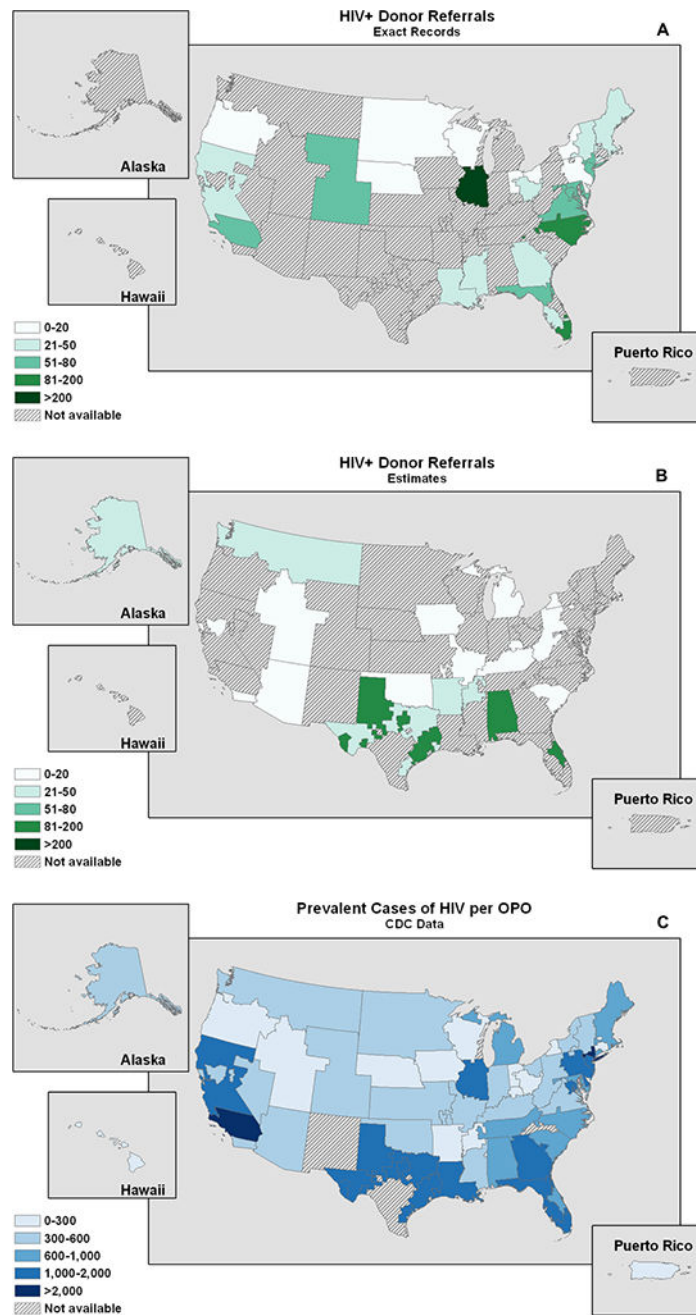 HIV+ Donor Referrals
Exact Records
A
Alaska
Hawaii
0-20
21-50
51-80
81-200
>200
Not available
Puerto Rico
HIV+ Donor Referrals
Estimates
B
Alaska
Hawaii
0-20
21-50
51-80
81-200
>200
Not available
Puerto Rico
Prevalent Cases of HIV per OPO
CDC Data
C
Alaska
Hawaii
0-300
300-600
600-1,000
1,000-2,000
>2,000
Not available
Puerto Rico